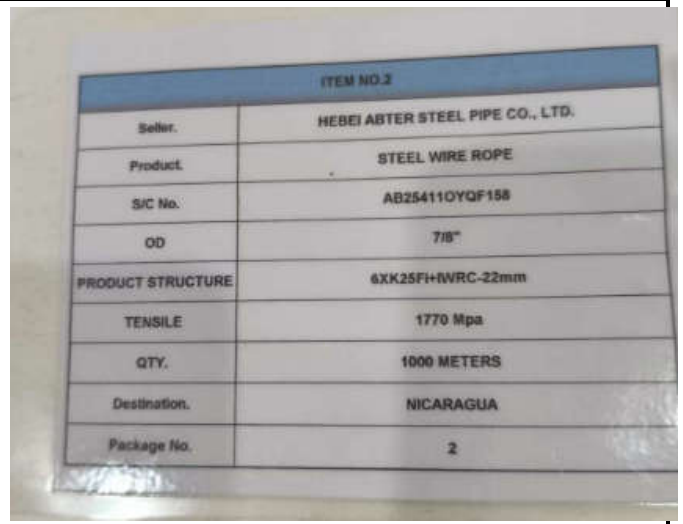 ITEM NO.2
Seller. HEBEI ABTER STEEL PIPE CO., LTD.
Product. STEEL WIRE ROPE
S/C No. AB25411OYQF158
OD 7/8"
PRODUCT STRUCTURE 6XK25Fi+IWRC-22mm
TENSILE 1770 Mpa
QTY. 1000 METERS
Destination. NICARAGUA
Package No. 2